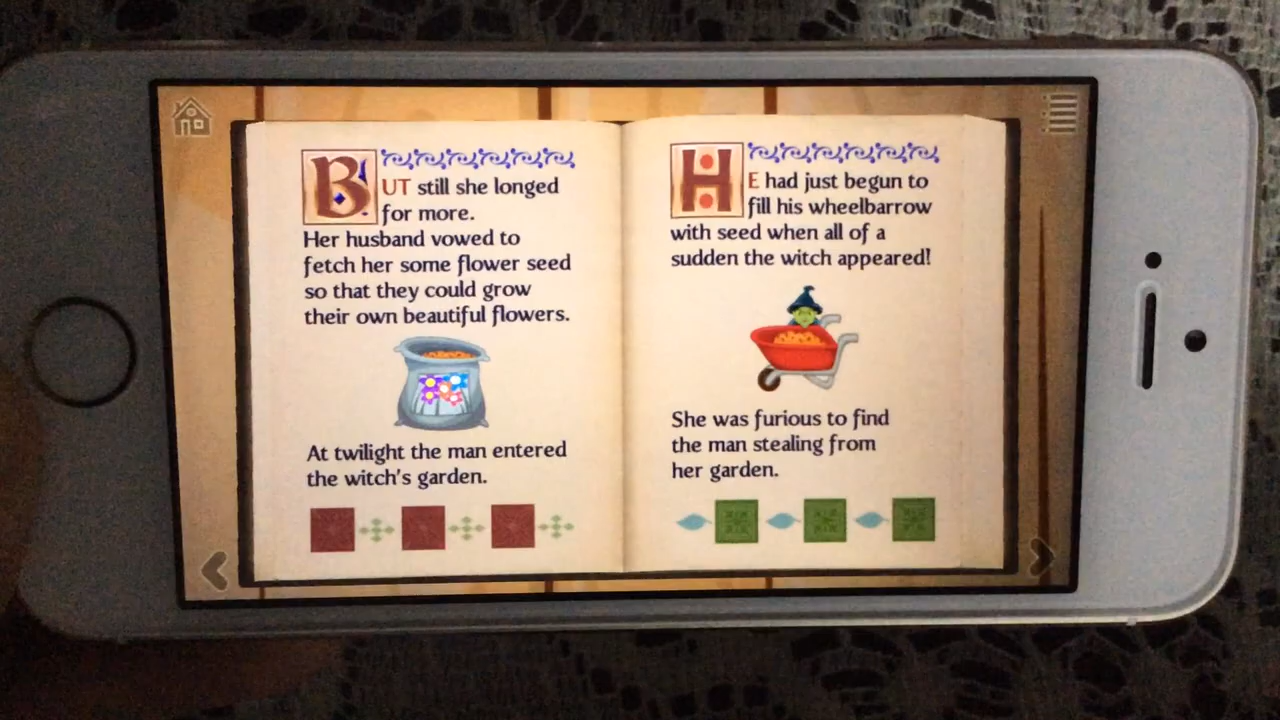 BUT still she longed
for more.
Her husband vowed to
fetch her some flower seed
so that they could grow
their own beautiful flowers.
At twilight the man entered
the witch's garden.
HE had just begun to
fill his wheelbarrow
with seed when all of a
sudden the witch appeared!
She was furious to find
the man stealing from
her garden.